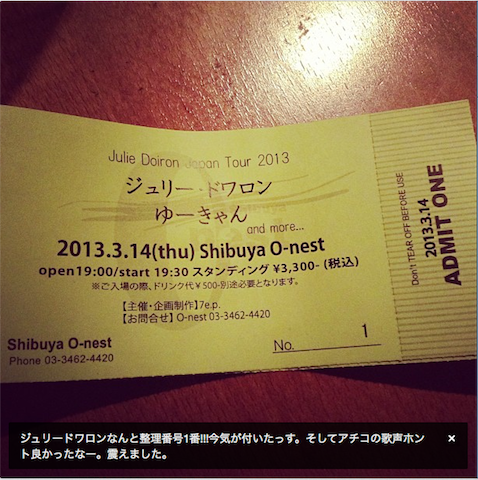 Julie Doiron Japan Tour 2013
ジュリー・ドワロン
ゆーきゃん
and more...
2013.3.14(thu) Shibuya O-nest
open19:00/start 19:30 スタンディング ¥3,300-(税込)
※ご入場の際、ドリンク代¥500-別途必要となります。
【主催・企画制作】7e.p.
【お問合せ】O-nest 03-3462-4420
Shibuya O-nest
Phone 03-3462-4420
No. 1
Don't TEAR OFF BEFORE USE
2013.3.14
ADMIT ONE
ジュリードワロンなんと整理番号1番!!!今気が付いたっす。そしてアチコの歌声ホン
ト良かったなー。震えました。
×